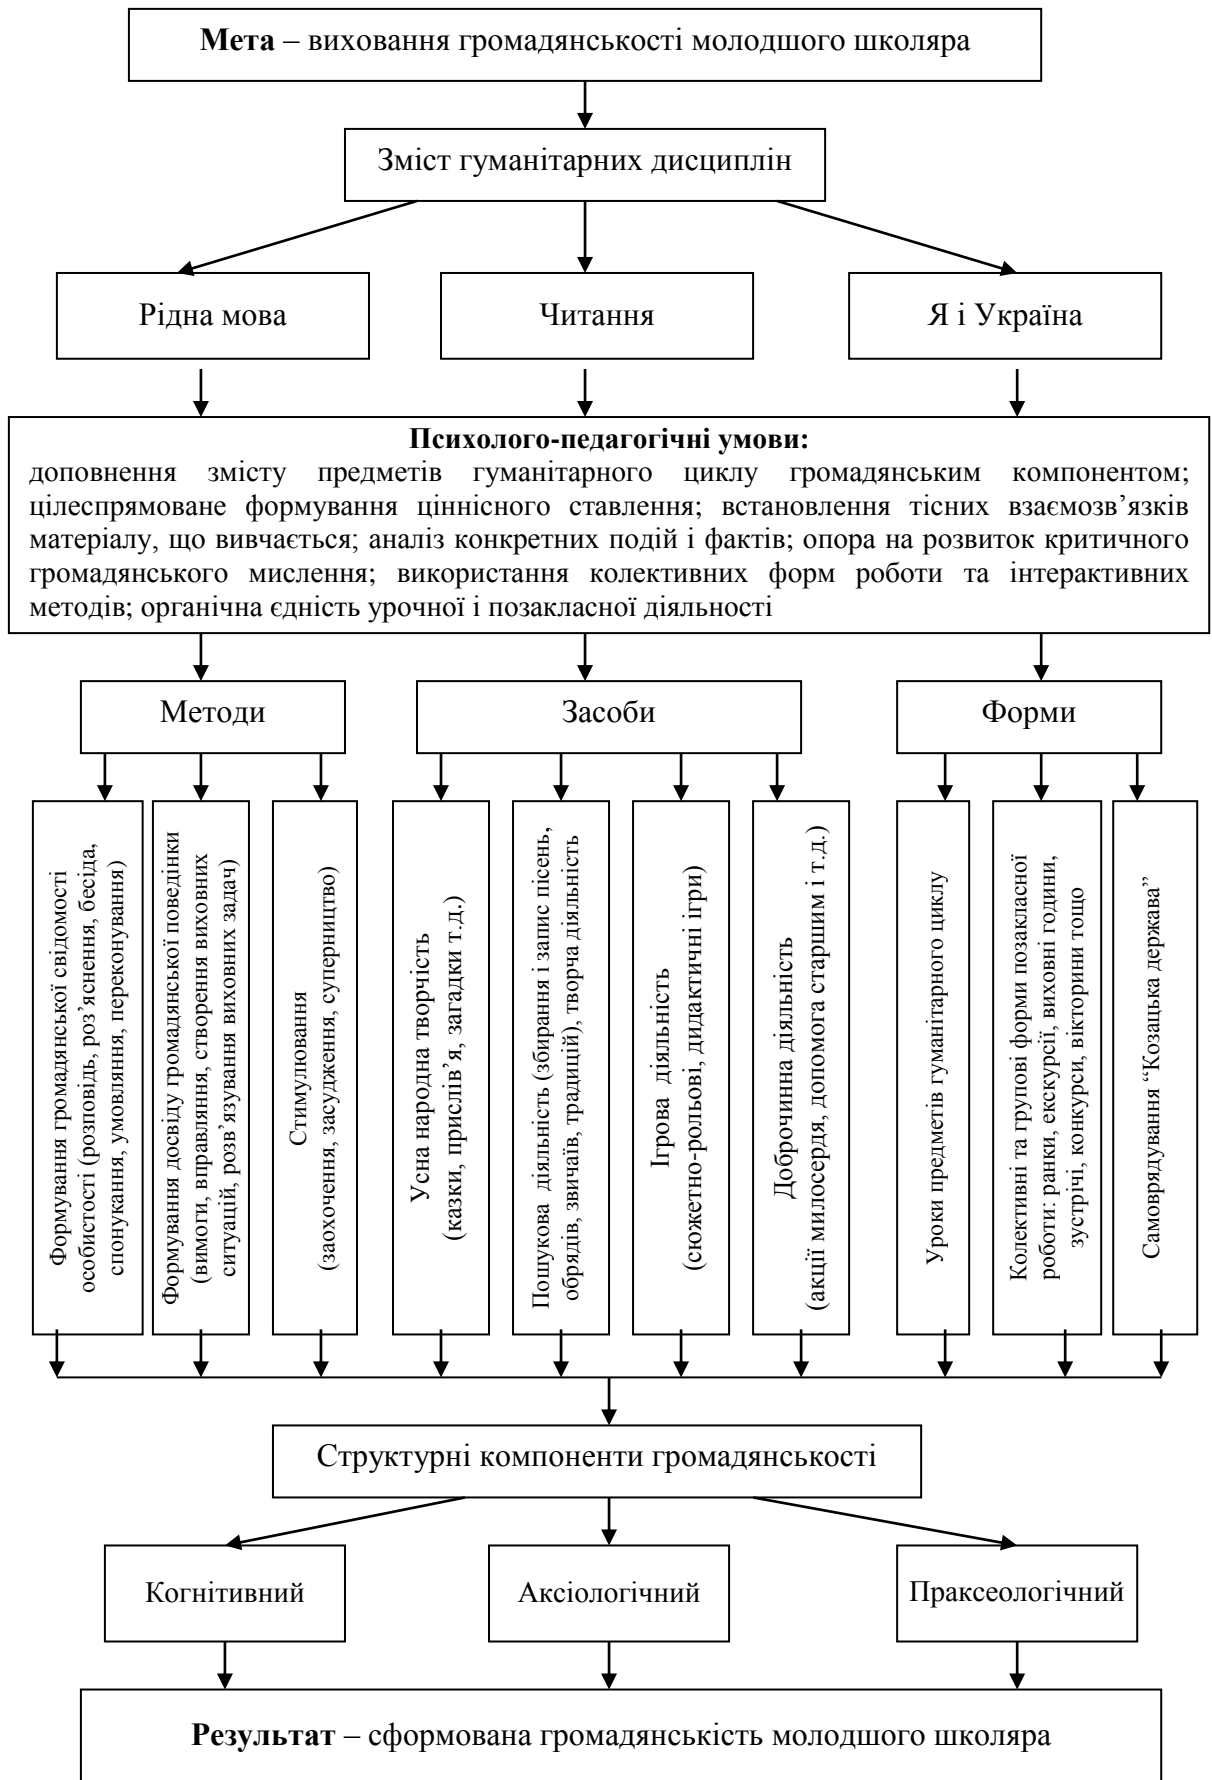 Мета – виховання громадянськості молодшого школяра
Зміст гуманітарних дисциплін
Рідна мова
Читання
Я і Україна
Психолого-педагогічні умови:
доповнення змісту предметів гуманітарного циклу громадянським компонентом;
цілеспрямоване формування ціннісного ставлення; встановлення тісних взаємозв’язків
матеріалу, що вивчається; аналіз конкретних подій і фактів; опора на розвиток критичного
громадянського мислення; використання колективних форм роботи та інтерактивних
методів; органічна єдність урочної і позакласної діяльності
Методи
Засоби
Форми
Формування громадянської свідомості
особистості (розповідь, роз’яснення, бесіда,
спонукання, умовляння, переконування)
Формування досвіду громадянської поведінки
(вимоги, вправляння, створення виховних
ситуацій, розв’язування виховних задач)
Стимулювання
(заохочення, засудження, суперництво)
Усна народна творчість
(казки, прислів’я, загадки т.д.)
Пошукова діяльність (збирання і запис пісень,
обрядів, звичаїв, традицій), творча діяльність
Ігрова діяльність
(сюжетно-рольові, дидактичні ігри)
Доброчинна діяльність
(акції милосердя, допомога старшим і т.д.)
Уроки предметів гуманітарного циклу
Колективні та групові форми позакласної
роботи: ранки, екскурсії, виховні години,
зустрічі, конкурси, вікторини тощо
Самоврядування “Козацька держава”
Структурні компоненти громадянськості
Когнітивний
Аксіологічний
Праксеологічний
Результат – сформована громадянськість молодшого школяра